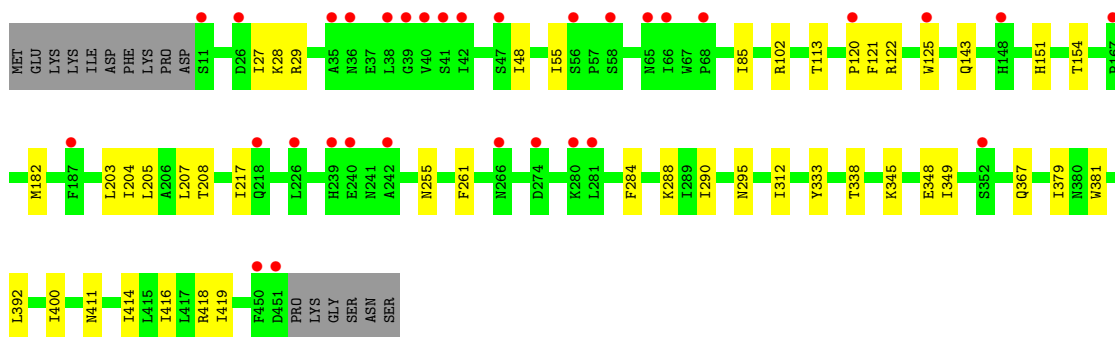 MET GLU LYS LYS ILE ASP PHE LYS PRO ASP S11 D26 I27 K28 R29 A35 N36 E37 L38 G39 V40 S41 I42 S47 I48 I55 S56 P57 S58 N65 I66 W67 P68 I85 R102 T113 P120 F121 R122 W125 Q143 H148 H151 T154
M182 F187 L203 I204 L205 A206 L207 T208 I217 Q218 L226 H239 E240 N241 A242 N255 F261 N266 D274 K280 L281 F284 K288 I289 I290 N295 I312 Y333 T338 K345 E348 I349 S352 Q367 I379 N380 W381
L392 I400 N411 I414 L415 I416 L417 R418 I419 F450 D451 PRO LYS GLY SER ASN SER